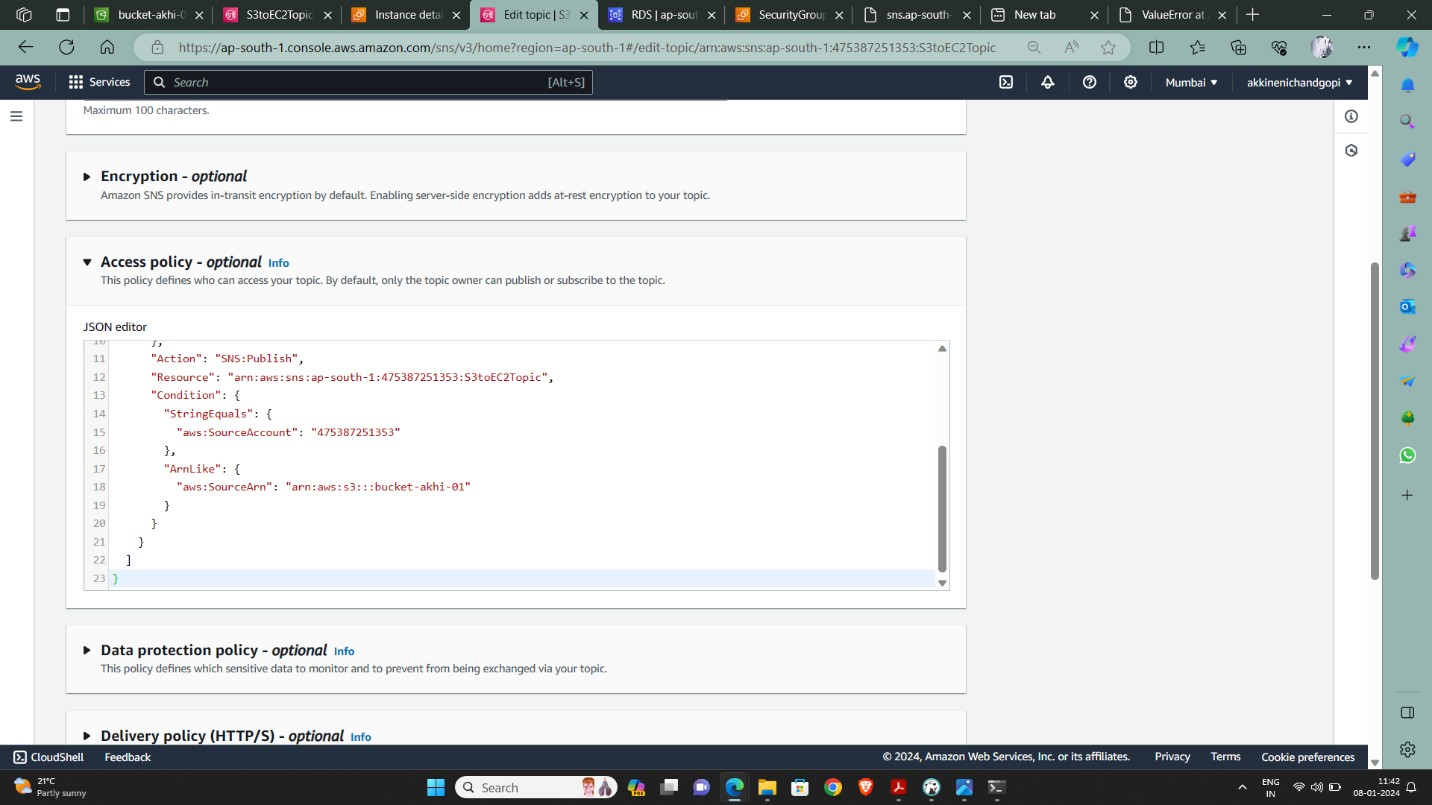 bucket-akhi-0
S3toEC2Topic
Instance deta
Edit topic | S3
RDS | ap-sout
SecurityGroup
sns.ap-south-
New tab
ValueError at
https://ap-south-1.console.aws.amazon.com/sns/v3/home?region=ap-south-1#/edit-topic/arn:aws:sns:ap-south-1:475387251353:S3toEC2Topic
aws
Services
Search
[Alt+S]
Mumbai
akkinenichandgopi
Maximum 100 characters.
Encryption - optional
Amazon SNS provides in-transit encryption by default. Enabling server-side encryption adds at-rest encryption to your topic.
Access policy - optional Info
This policy defines who can access your topic. By default, only the topic owner can publish or subscribe to the topic.
JSON editor
10 },
11 "Action": "SNS:Publish",
12 "Resource": "arn:aws:sns:ap-south-1:475387251353:S3toEC2Topic",
13 "Condition": {
14 "StringEquals": {
15 "aws:SourceAccount": "475387251353"
16 },
17 "ArnLike": {
18 "aws:SourceArn": "arn:aws:s3:::bucket-akhi-01"
19 }
20 }
21 }
22 ]
23 }
Data protection policy - optional Info
This policy defines which sensitive data to monitor and to prevent from being exchanged via your topic.
Delivery policy (HTTP/S) - optional Info
CloudShell Feedback
© 2024, Amazon Web Services, Inc. or its affiliates. Privacy Terms Cookie preferences
21°C
Partly sunny
Search
ENG
IN
11:42
08-01-2024